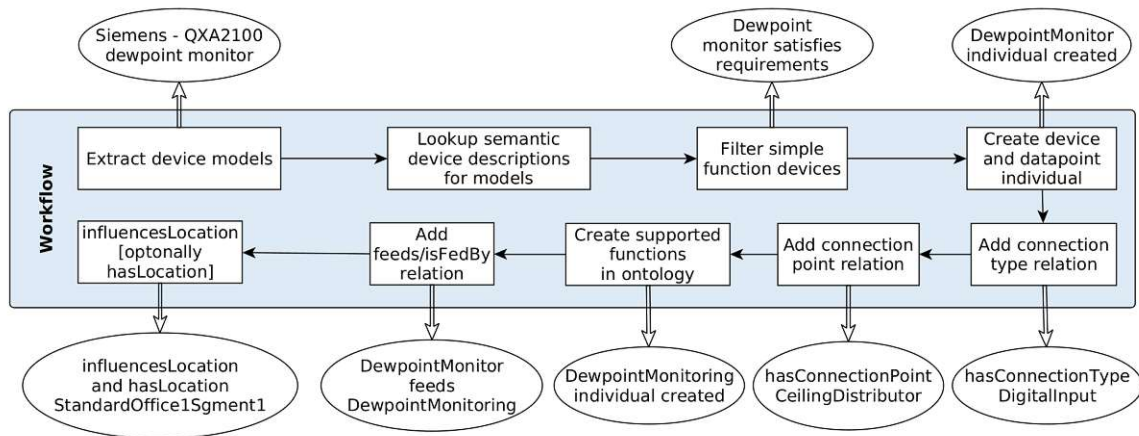 Siemens - QXA2100
dewpoint monitor
Dewpoint
monitor satisfies
requirements
DewpointMonitor
individual created
Workflow
Extract device models
Lookup semantic
device descriptions
for models
Filter simple
function devices
Create device
and datapoint
individual
influencesLocation
[optonally
hasLocation]
Add
feeds/isFedBy
relation
Create supported
functions
in ontology
Add connection
point relation
Add connection
type relation
influencesLocation
and hasLocation
StandardOffice1Sgment1
DewpointMonitor
feeds
DewpointMonitoring
DewpointMonitoring
individual created
hasConnectionPoint
CeilingDistributor
hasConnectionType
DigitalInput